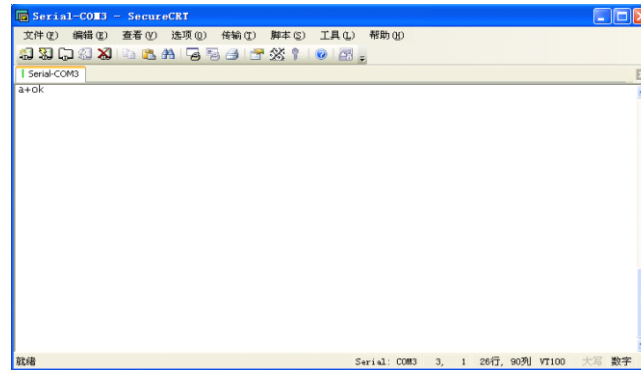 Serial-COM3 - SecureCRT
文件(F) 编辑(E) 查看(V) 选项(O) 传输(T) 脚本(S) 工具(L) 帮助(H)
Serial-COM3
a+ok
就绪 Serial: COM3 3, 1 26行, 90列 VT100 大写 数字